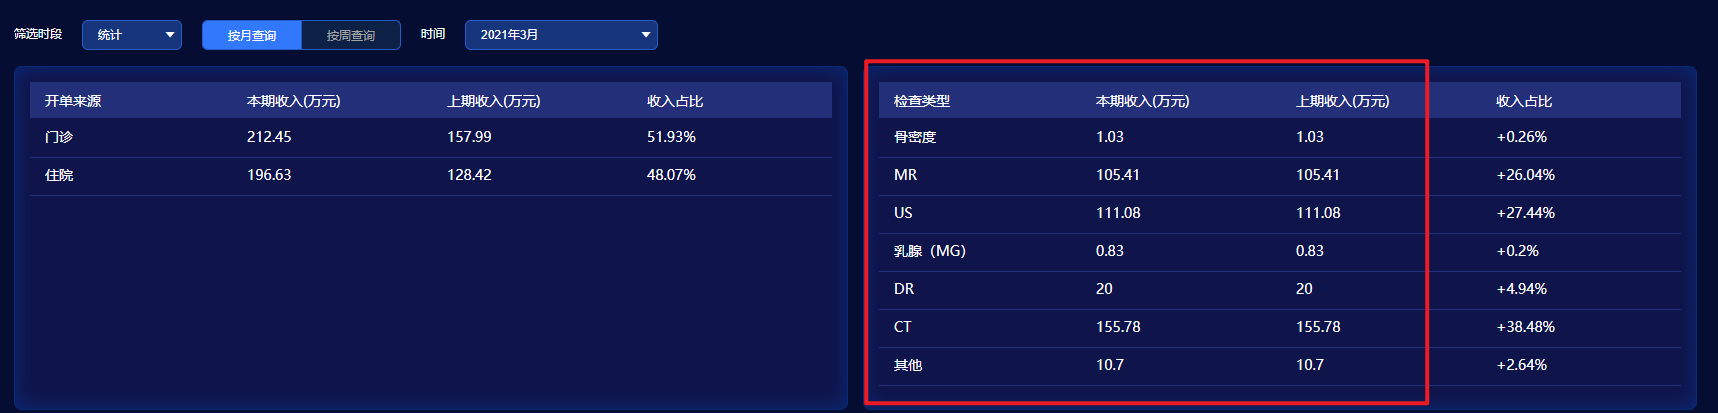 筛选时段 统计 按月查询 按周查询 时间 2021年3月
开单来源 本期收入(万元) 上期收入(万元) 收入占比
门诊 212.45 157.99 51.93%
住院 196.63 128.42 48.07%
检查类型 本期收入(万元) 上期收入(万元) 收入占比
骨密度 1.03 1.03 +0.26%
MR 105.41 105.41 +26.04%
US 111.08 111.08 +27.44%
乳腺（MG） 0.83 0.83 +0.2%
DR 20 20 +4.94%
CT 155.78 155.78 +38.48%
其他 10.7 10.7 +2.64%